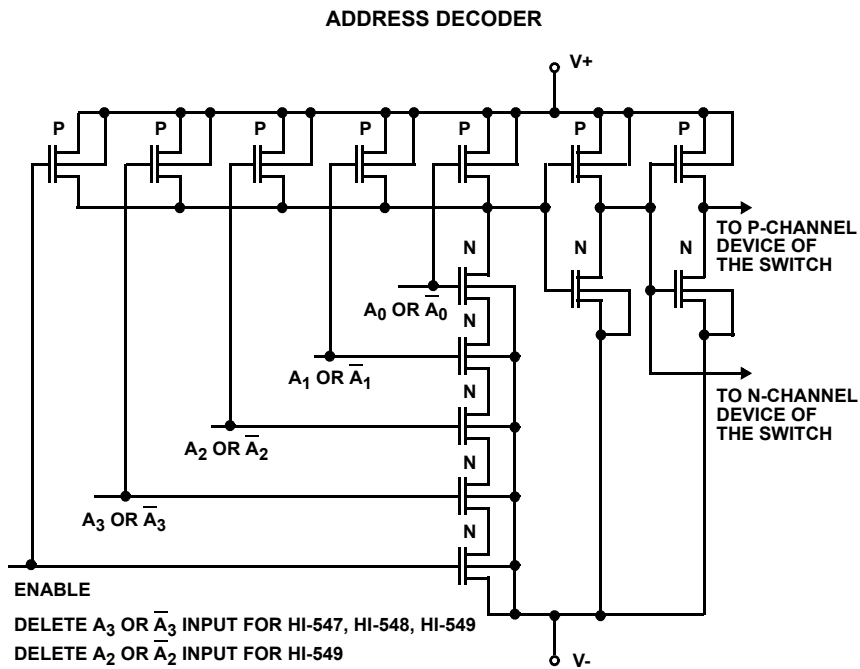 ADDRESS DECODER
V+
P P P P P P P
TO P-CHANNEL
DEVICE OF
THE SWITCH
N N N
A0 OR A̅0
N
A1 OR A̅1
TO N-CHANNEL
DEVICE OF
THE SWITCH
N
A2 OR A̅2
N
A3 OR A̅3
N
ENABLE
DELETE A3 OR A̅3 INPUT FOR HI-547, HI-548, HI-549
DELETE A2 OR A̅2 INPUT FOR HI-549
V-